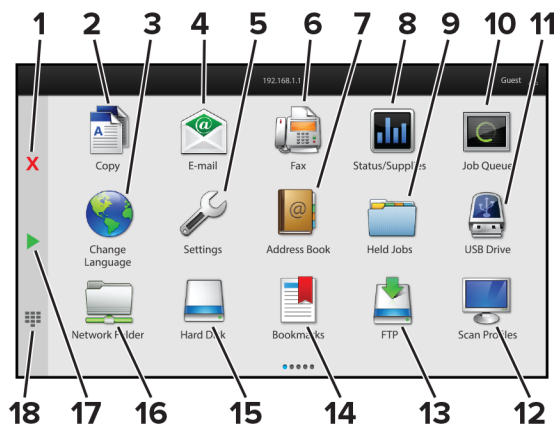 1 2 3 4 5 6 7 8 9 10 11
192.168.1.1
Guest
X
Copy
E-mail
Fax
Status/Supplies
Job Queue
Change
Language
Settings
Address Book
Held Jobs
USB Drive
Network Folder
Hard Disk
Bookmarks
FTP
Scan Profiles
18 17 16 15 14 13 12